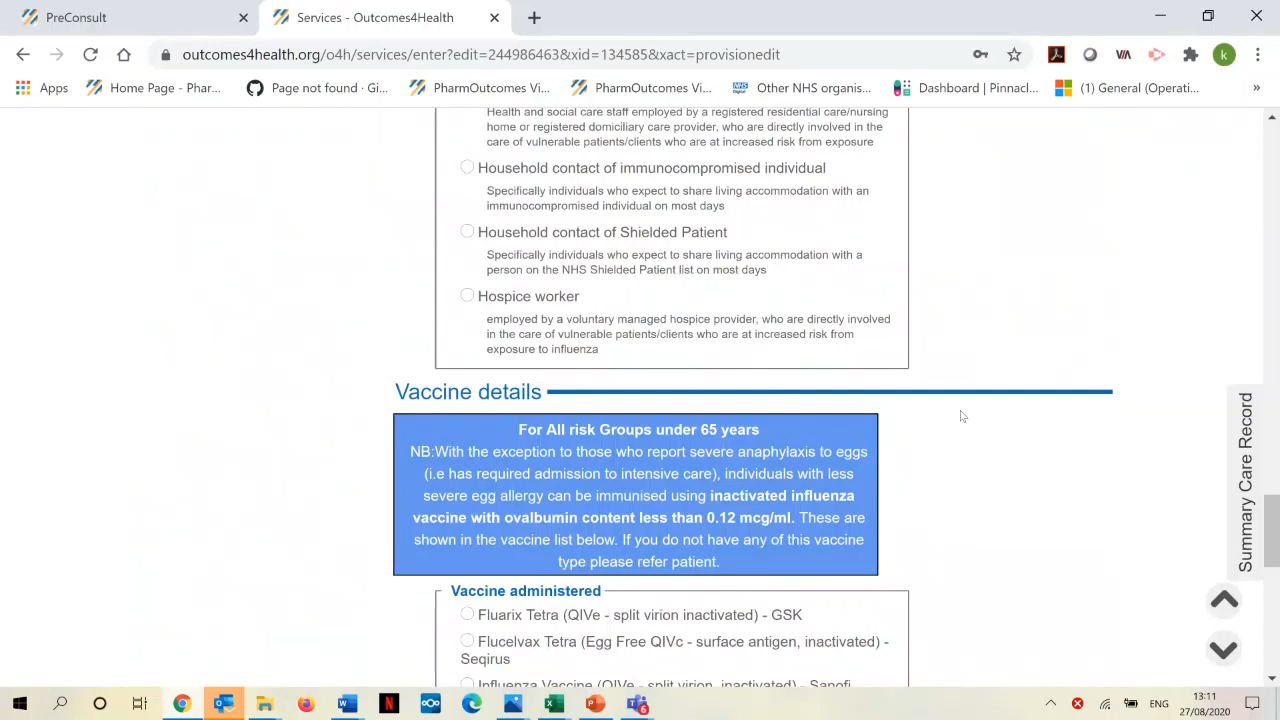 PreConsult
Services - Outcomes4Health
outcomes4health.org/o4h/services/enter?edit=244986463&xid=134585&xact=provisionedit
VIA
k
Apps
Home Page - Phar...
Page not found · Gi...
PharmOutcomes Vi...
PharmOutcomes Vi...
NHS
Digital
Other NHS organis...
Dashboard | Pinnacl...
(1) General (Operati...
»
Health and social care staff employed by a registered residential care/nursing
home or registered domiciliary care provider, who are directly involved in the
care of vulnerable patients/clients who are at increased risk from exposure
Household contact of immunocompromised individual
Specifically individuals who expect to share living accommodation with an
immunocompromised individual on most days
Household contact of Shielded Patient
Specifically individuals who expect to share living accommodation with a
person on the NHS Shielded Patient list on most days
Hospice worker
employed by a voluntary managed hospice provider, who are directly involved
in the care of vulnerable patients/clients who are at increased risk from
exposure to influenza
Vaccine details
Summary Care Record
For All risk Groups under 65 years
NB:With the exception to those who report severe anaphylaxis to eggs
(i.e has required admission to intensive care), individuals with less
severe egg allergy can be immunised using inactivated influenza
vaccine with ovalbumin content less than 0.12 mcg/ml. These are
shown in the vaccine list below. If you do not have any of this vaccine
type please refer patient.
Vaccine administered
Fluarix Tetra (QIVe - split virion inactivated) - GSK
Flucelvax Tetra (Egg Free QIVc - surface antigen, inactivated) -
Seqirus
Influenza Vaccine (QIVe - split virion, inactivated) - Sanofi
ENG
13:11
27/08/2020